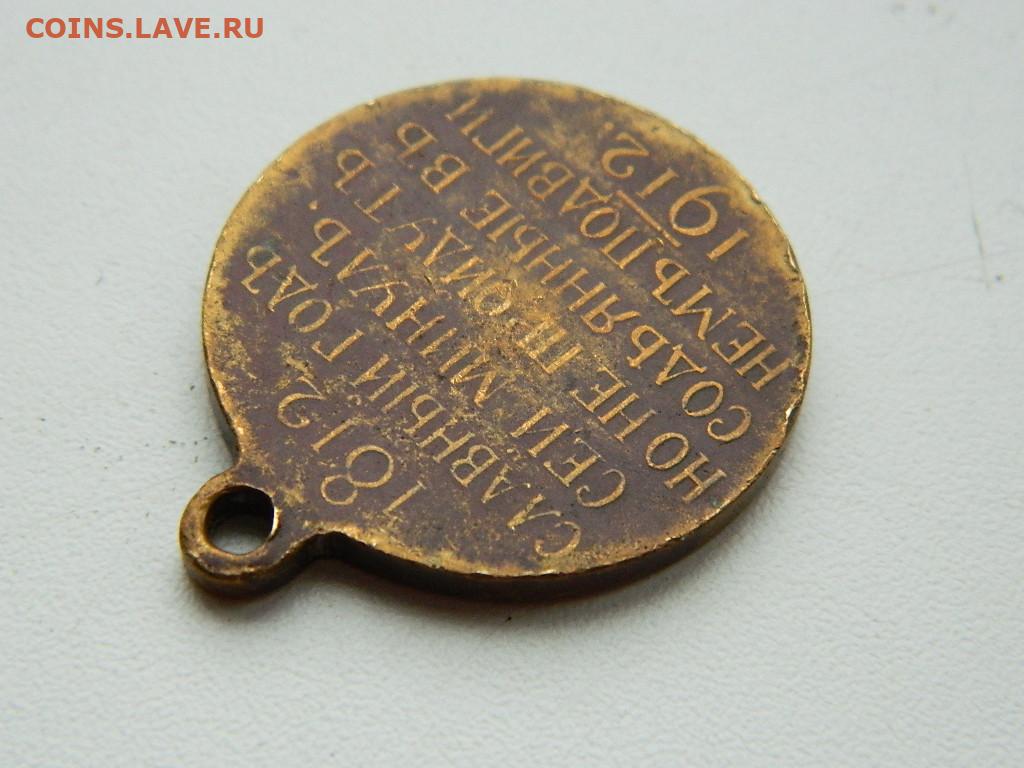 COINS.LAVE.RU
1812
СЛАВНЫЙ ГОДЪ
СЕЙ МИНУЛЪ.
НО НЕ ПРОЙДУТЪ
СОДѢЯННЫЕ ВЪ
НЕМЪ ПОДВИГИ
1912.